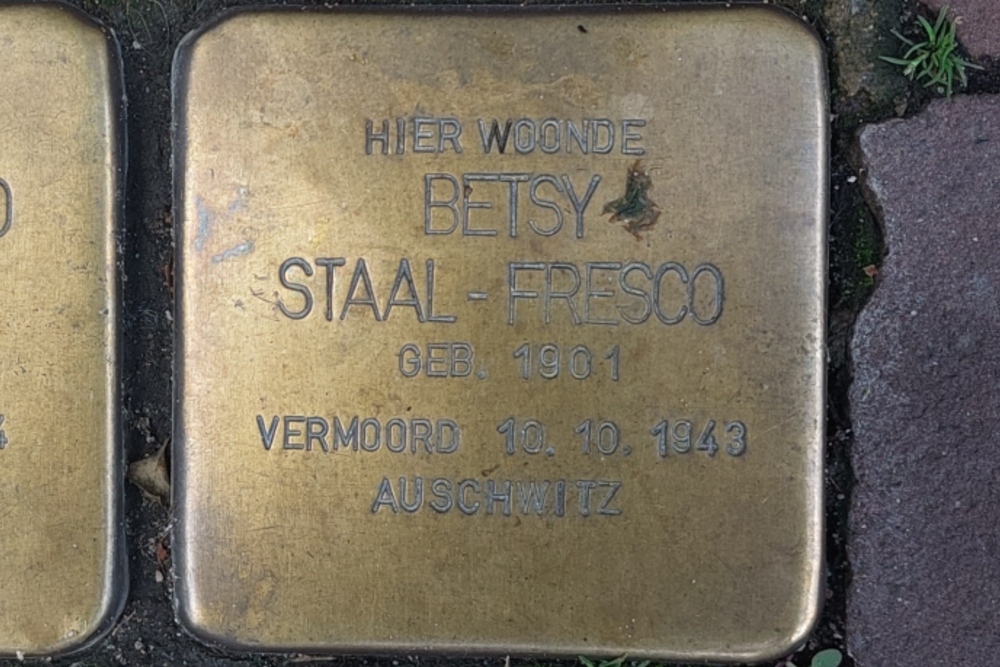 HIER WOONDE
BETSY
STAAL - FRESCO
GEB. 1901
VERMOORD 10. 10. 1943
AUSCHWITZ